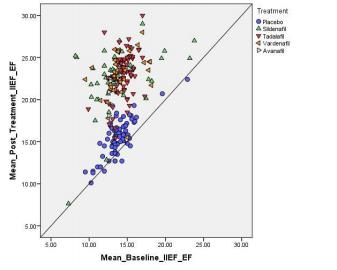 Treatment
Placebo
Sildenafil
Tadalafil
Vardenafil
Avanafil
30.00
25.00
20.00
15.00
10.00
5.00
Mean_Post_Treatment_IIEF_EF
5.00 10.00 15.00 20.00 25.00 30.00
Mean_Baseline_IIEF_EF